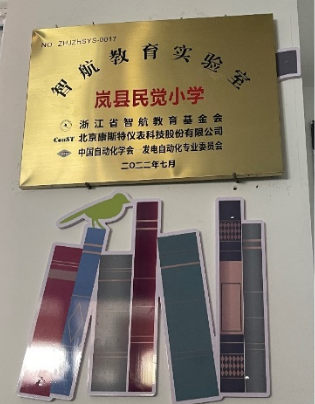 NO. ZHJZHSYS-0017
智航教育实验室
岚县民觉小学
浙江省智航教育基金会
ConST 北京康斯特仪表科技股份有限公司
中国自动化学会 发电自动化专业委员会
二〇二二年七月